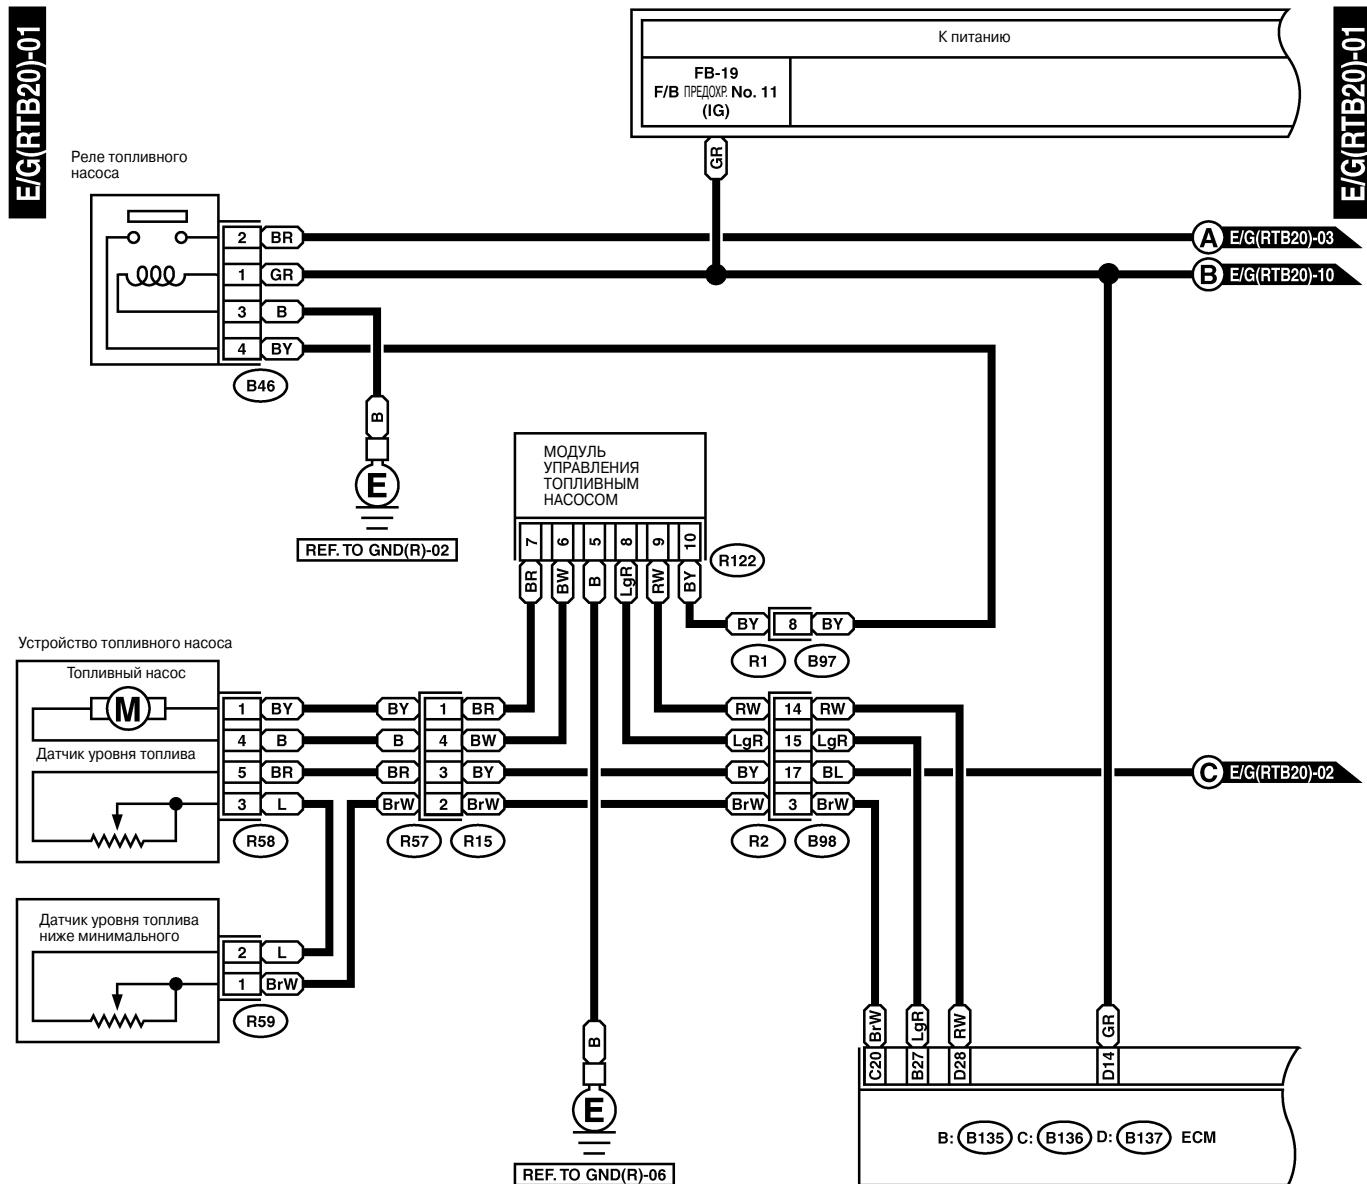 E/G(RTB20)-01
E/G(RTB20)-01
К питанию
FB-19
F/B ПРЕДОХР. No. 11
(IG)
GR
Реле топливного
насоса
2 BR
1 GR
3 B
4 BY
B46
A E/G(RTB20)-03
B E/G(RTB20)-10
B
E
REF. TO GND(R)-02
МОДУЛЬ
УПРАВЛЕНИЯ
ТОПЛИВНЫМ
НАСОСОМ
7 6 5 8 9 10
R122
BR BW B LgR RW BY
BY 8 BY
R1 B97
Устройство топливного насоса
Топливный насос
M
Датчик уровня топлива
1 BY BY 1 BR RW 14 RW
4 B B 4 BW LgR 15 LgR
5 BR BR 3 BY BY 17 BL
C E/G(RTB20)-02
3 L BrW 2 BrW BrW 3 BrW
R58 R57 R15 R2 B98
Датчик уровня топлива
ниже минимального
2 L
1 BrW
R59
B
E
REF. TO GND(R)-06
BrW LgR RW GR
C20 B27 D28 D14
B: B135 C: B136 D: B137 ECM